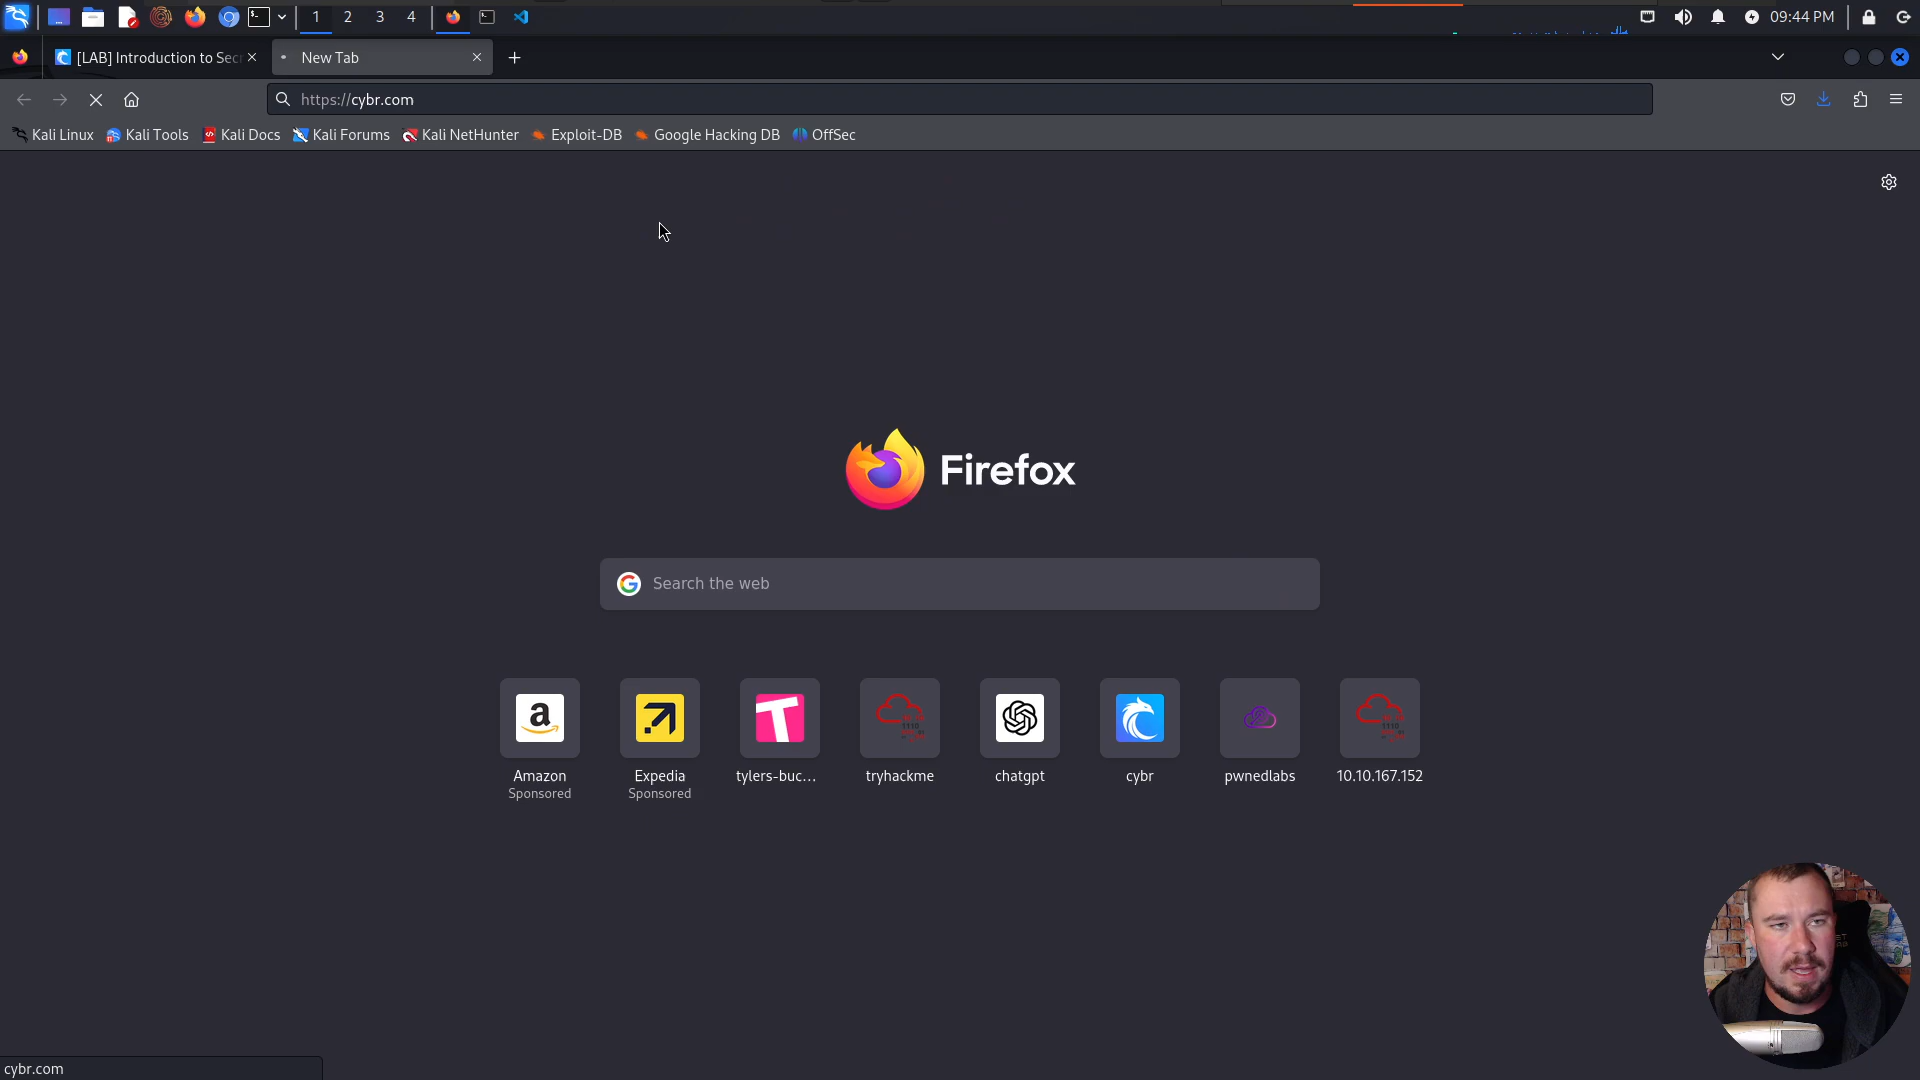 1 2 3 4
09:44 PM
[LAB] Introduction to Sec
New Tab
https://cybr.com
Kali Linux Kali Tools Kali Docs Kali Forums Kali NetHunter Exploit-DB Google Hacking DB OffSec
Firefox
Search the web
Amazon Expedia tylers-buc... tryhackme chatgpt cybr pwnedlabs 10.10.167.152
Sponsored Sponsored
cybr.com